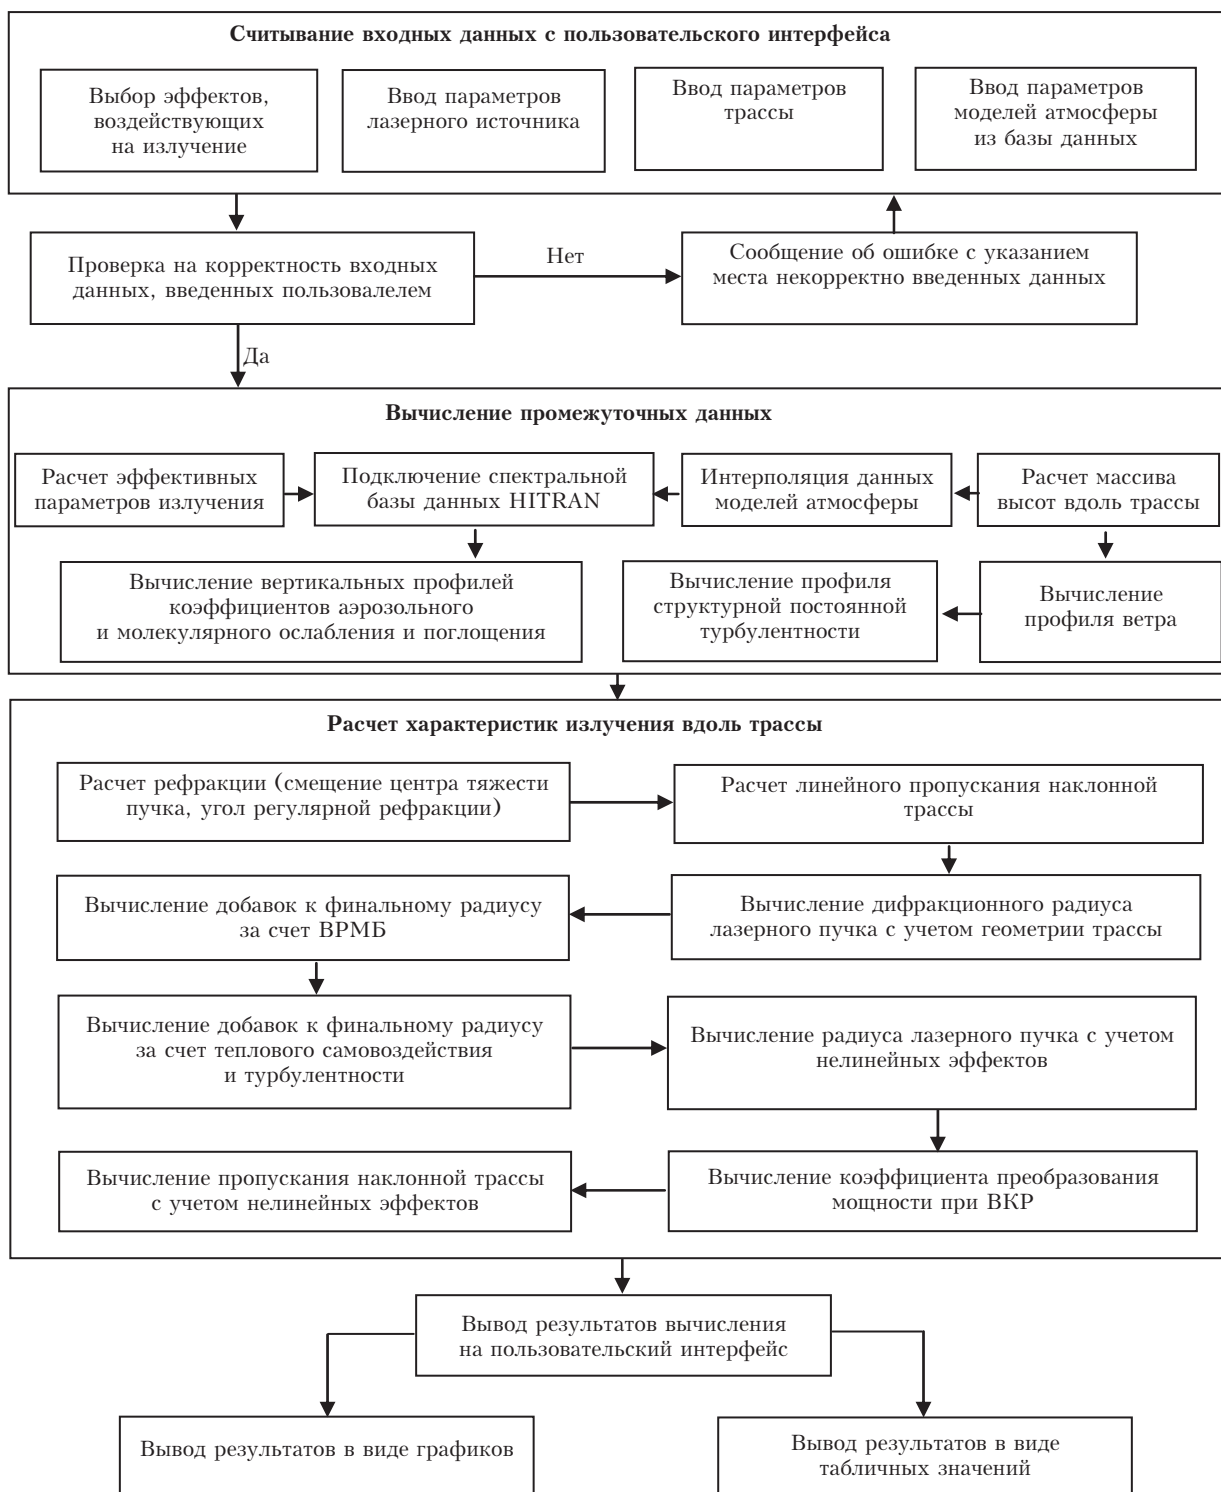 Считывание входных данных с пользовательского интерфейса
Выбор эффектов,
воздействующих
на излучение
Ввод параметров
лазерного источника
Ввод параметров
трассы
Ввод параметров
моделей атмосферы
из базы данных
Проверка на корректность входных
данных, введенных пользовалелем
Нет
Сообщение об ошибке с указанием
места некорректно введенных данных
Да
Вычисление промежуточных данных
Расчет эффективных
параметров излучения
Подключение спектральной
базы данных HITRAN
Интерполяция данных
моделей атмосферы
Расчет массива
высот вдоль трассы
Вычисление вертикальных профилей
коэффициентов аэрозольного
и молекулярного ослабления и поглощения
Вычисление профиля
структурной постоянной
турбулентности
Вычисление
профиля ветра
Расчет характеристик излучения вдоль трассы
Расчет рефракции (смещение центра тяжести
пучка, угол регулярной рефракции)
Расчет линейного пропускания наклонной
трассы
Вычисление добавок к финальному радиусу
за счет ВРМБ
Вычисление дифракционного радиуса
лазерного пучка с учетом геометрии трассы
Вычисление добавок к финальному радиусу
за счет теплового самовоздействия
и турбулентности
Вычисление радиуса лазерного пучка с учетом
нелинейных эффектов
Вычисление пропускания наклонной трассы
с учетом нелинейных эффектов
Вычисление коэффициента преобразования
мощности при ВКР
Вывод результатов вычисления
на пользовательский интерфейс
Вывод результатов в виде графиков
Вывод результатов в виде
табличных значений